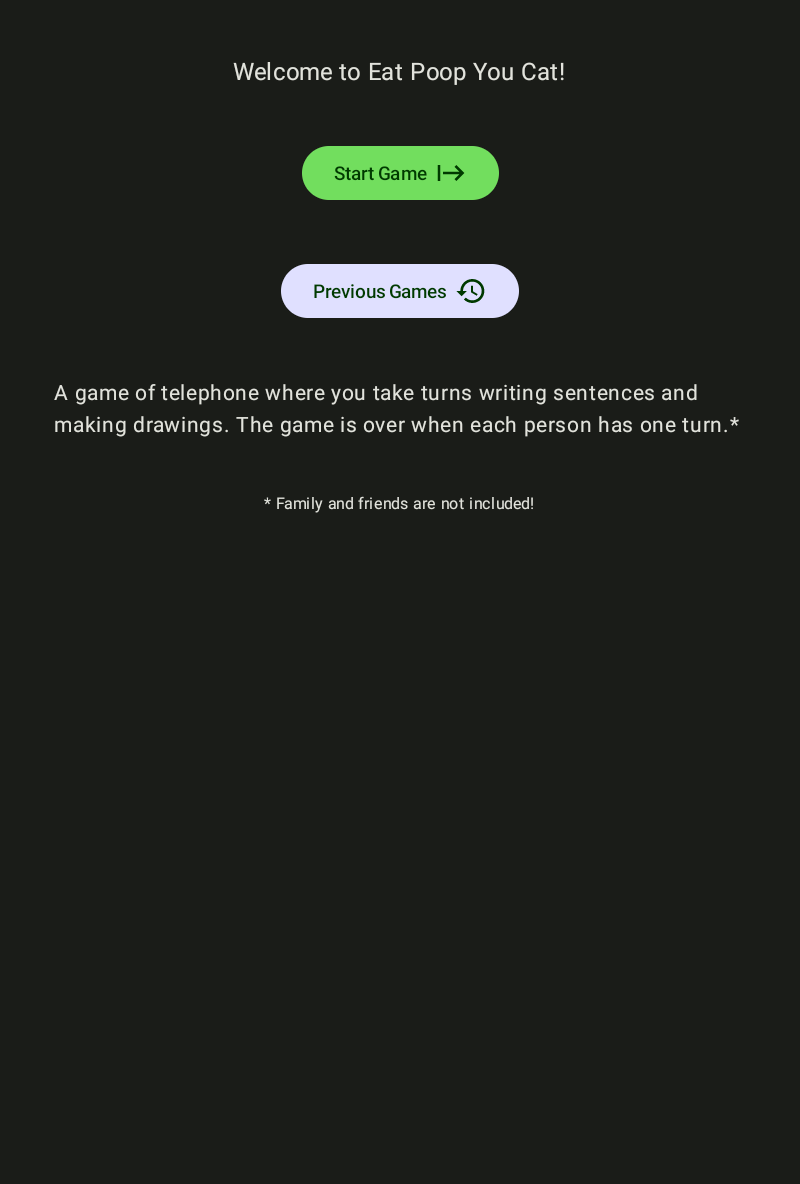 Welcome to Eat Poop You Cat!
Start Game
Previous Games
A game of telephone where you take turns writing sentences and
making drawings. The game is over when each person has one turn.*
* Family and friends are not included!